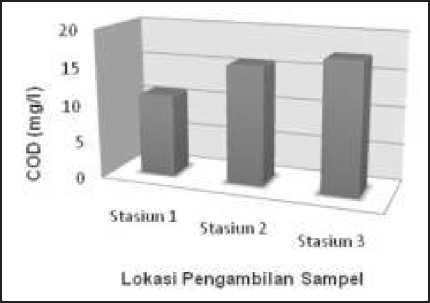 20
15
10
5
0
COD (mg/l)
Stasiun 1
Stasiun 2
Stasiun 3
Lokasi Pengambilan Sampel